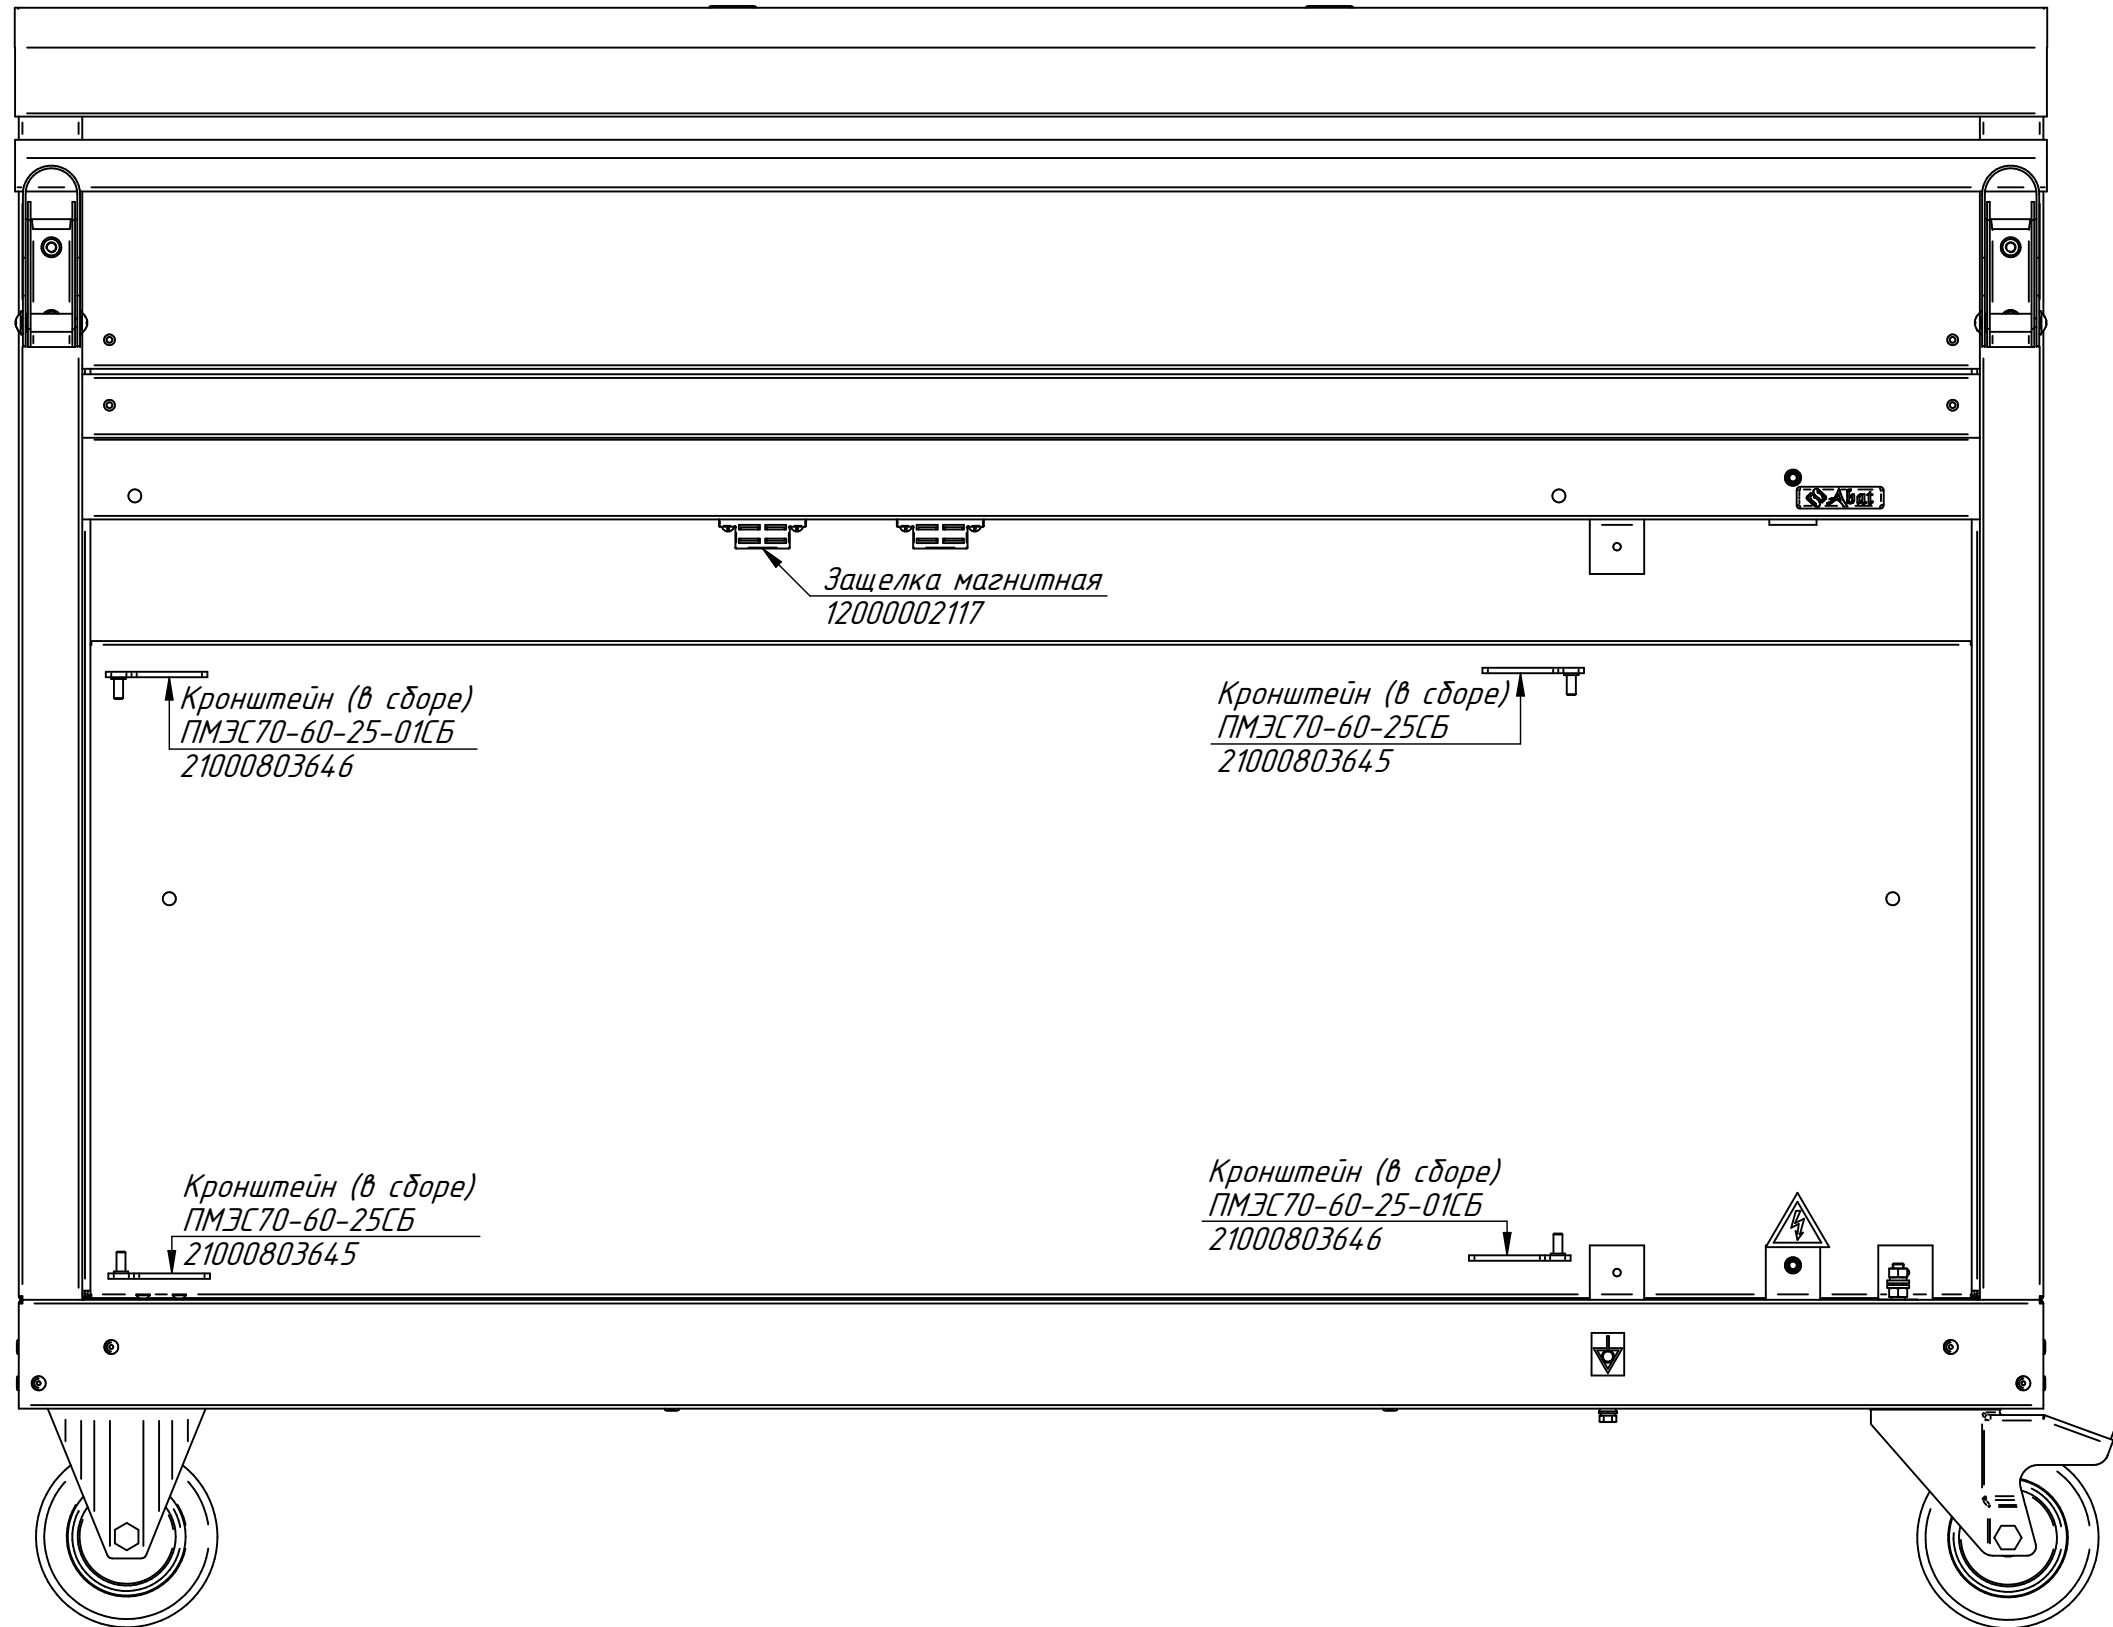 Abat
Защелка магнитная
12000002117
Кронштейн (в сборе)
ПМЭС70-60-25-01СБ
21000803646
Кронштейн (в сборе)
ПМЭС70-60-25СБ
21000803645
Кронштейн (в сборе)
ПМЭС70-60-25СБ
21000803645
Кронштейн (в сборе)
ПМЭС70-60-25-01СБ
21000803646